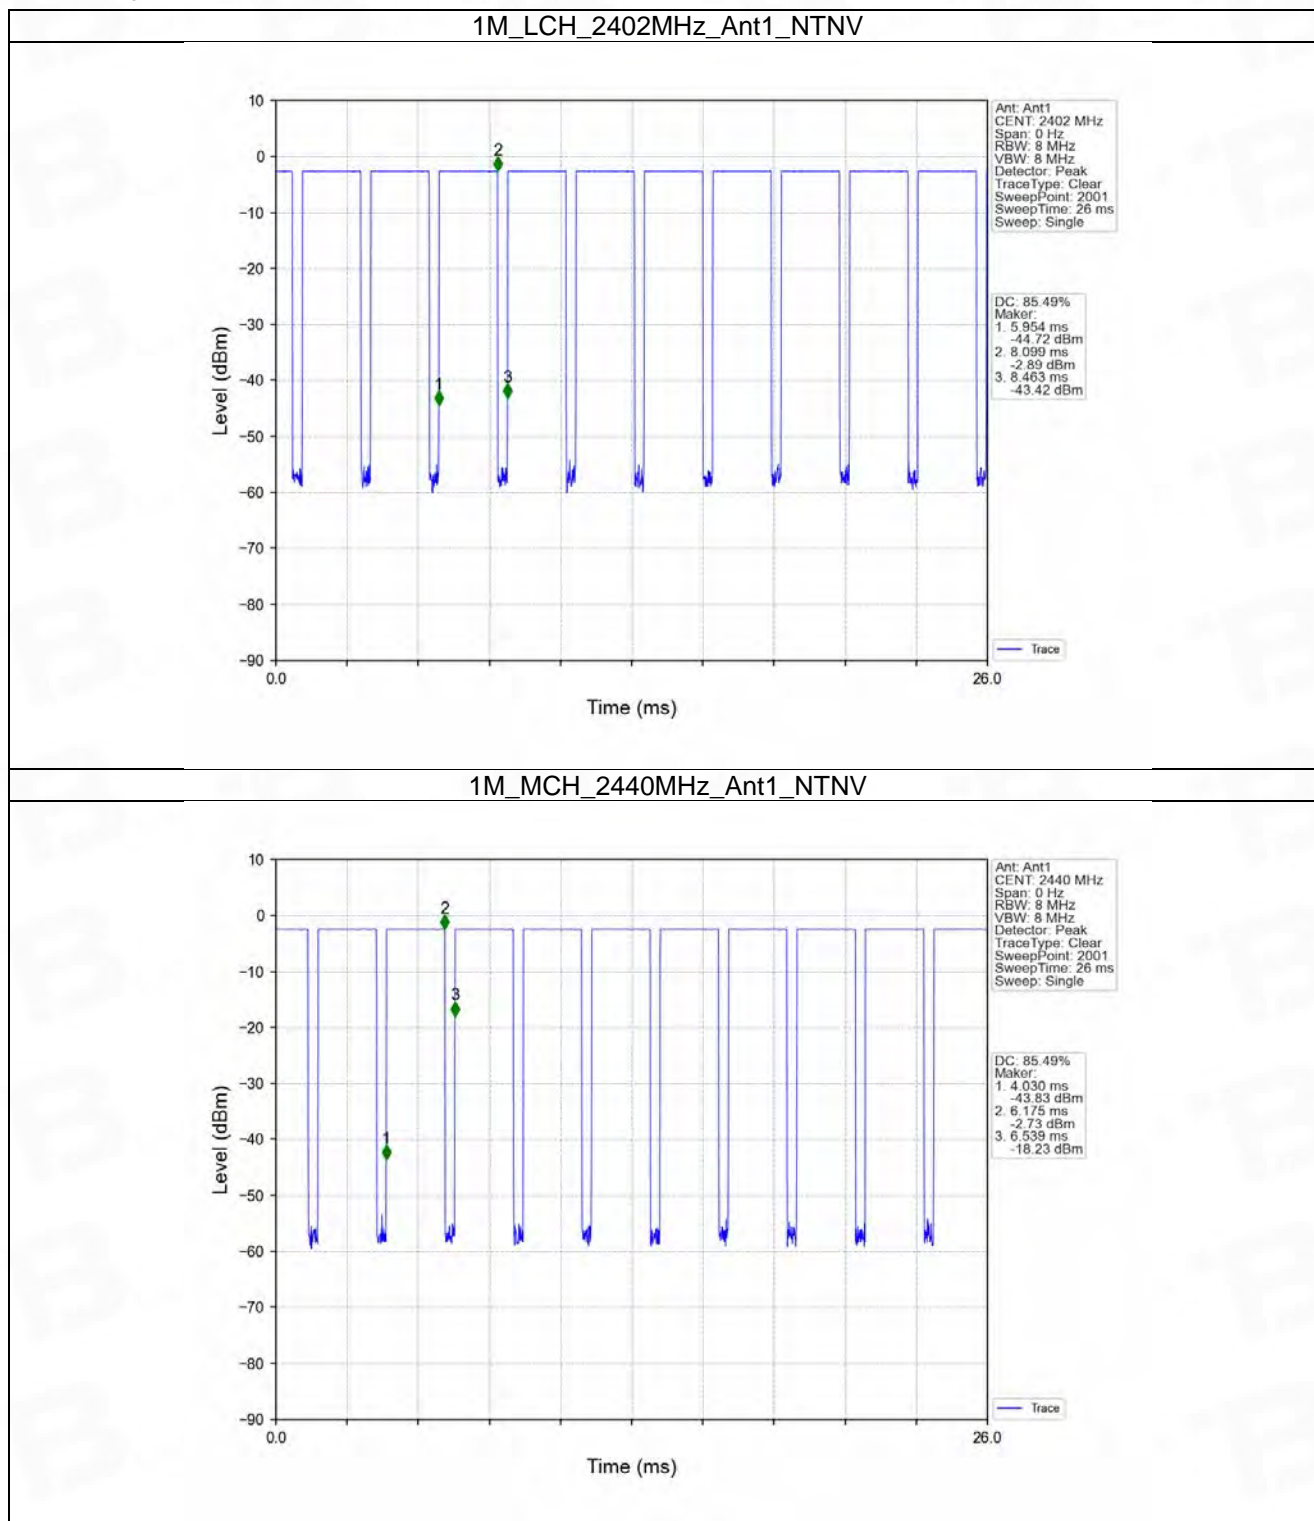 1M_LCH_2402MHz_Ant1_NTNV
10
0
−10
−20
−30
−40
−50
−60
−70
−80
−90
Level (dBm)
0.0
26.0
Time (ms)
2
1
3
Ant: Ant1
CENT: 2402 MHz
Span: 0 Hz
RBW: 8 MHz
VBW: 8 MHz
Detector: Peak
TraceType: Clear
SweepPoint: 2001
SweepTime: 26 ms
Sweep: Single
DC: 85.49%
Maker:
1. 5.954 ms
-44.72 dBm
2. 8.099 ms
-2.89 dBm
3. 8.463 ms
-43.42 dBm
Trace
1M_MCH_2440MHz_Ant1_NTNV
10
0
−10
−20
−30
−40
−50
−60
−70
−80
−90
Level (dBm)
0.0
26.0
Time (ms)
2
3
1
Ant: Ant1
CENT: 2440 MHz
Span: 0 Hz
RBW: 8 MHz
VBW: 8 MHz
Detector: Peak
TraceType: Clear
SweepPoint: 2001
SweepTime: 26 ms
Sweep: Single
DC: 85.49%
Maker:
1. 4.030 ms
-43.83 dBm
2. 6.175 ms
-2.73 dBm
3. 6.539 ms
-18.23 dBm
Trace